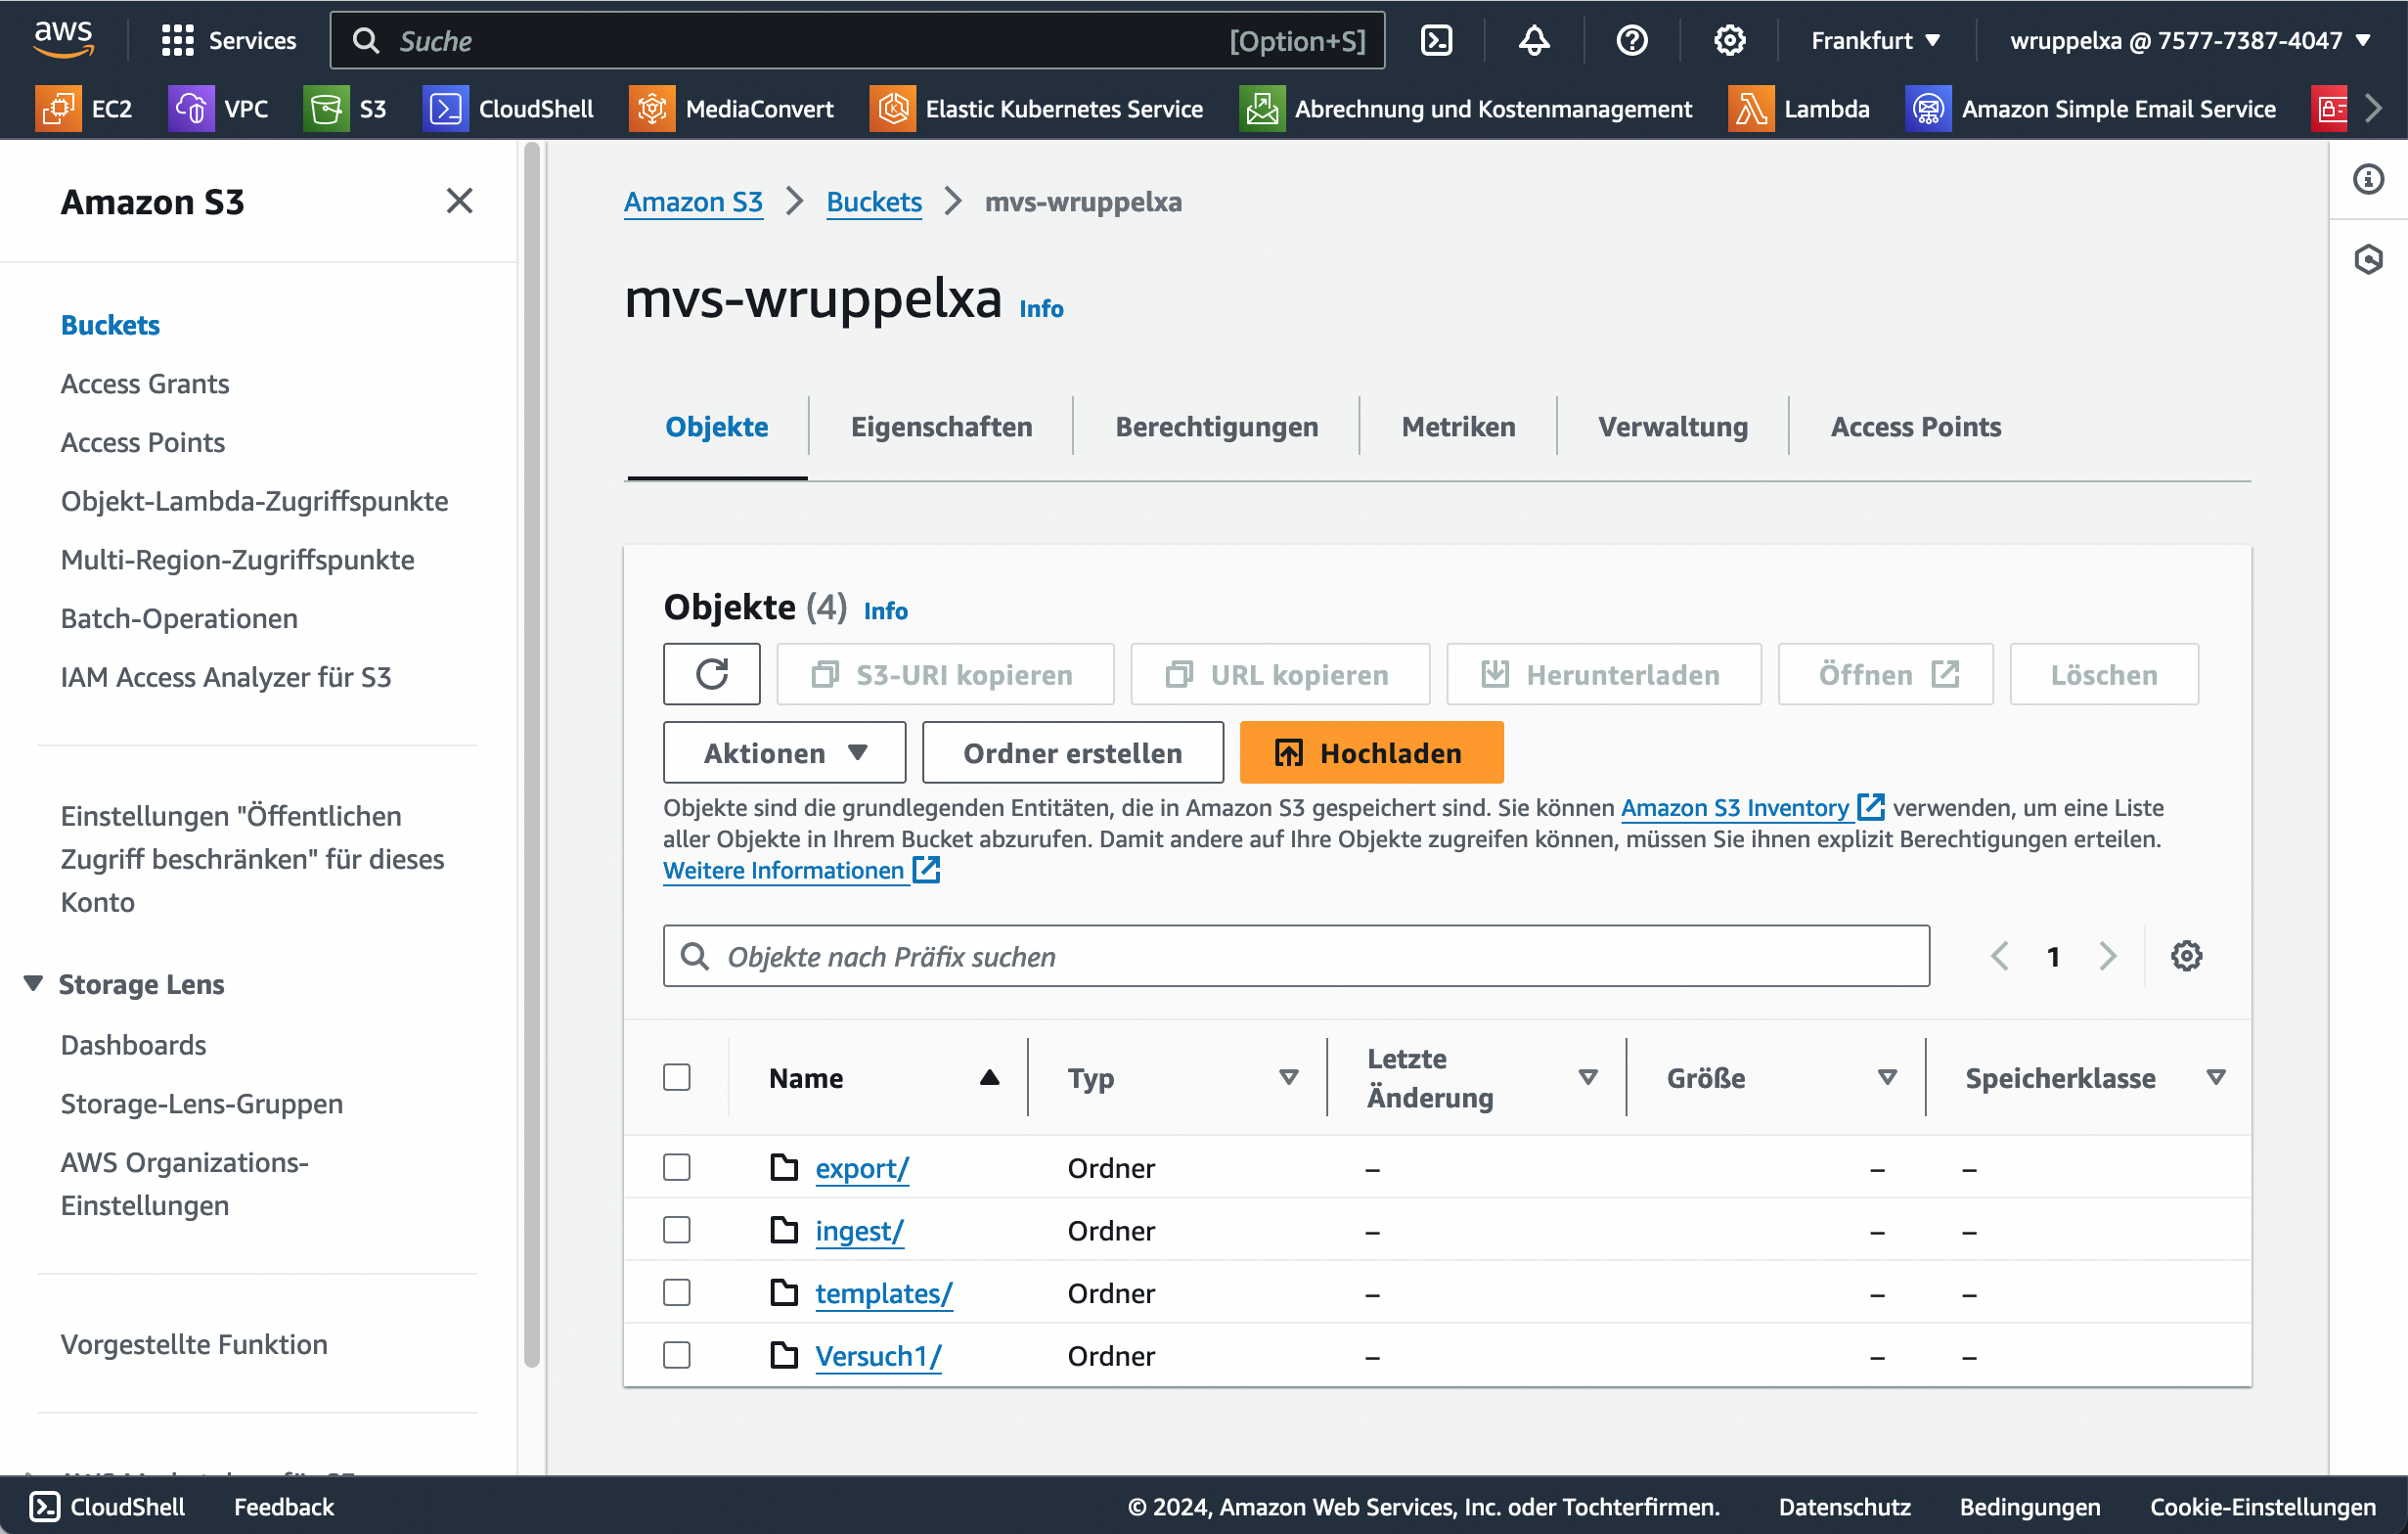 aws
Services
Suche
[Option+S]
Frankfurt
wruppelxa @ 7577-7387-4047
EC2
VPC
S3
CloudShell
MediaConvert
Elastic Kubernetes Service
Abrechnung und Kostenmanagement
Lambda
Amazon Simple Email Service
Amazon S3
Buckets
Access Grants
Access Points
Objekt-Lambda-Zugriffspunkte
Multi-Region-Zugriffspunkte
Batch-Operationen
IAM Access Analyzer für S3
Einstellungen "Öffentlichen
Zugriff beschränken" für dieses
Konto
Storage Lens
Dashboards
Storage-Lens-Gruppen
AWS Organizations-
Einstellungen
Vorgestellte Funktion
Amazon S3 Buckets mvs-wruppelxa
mvs-wruppelxa Info
Objekte
Eigenschaften
Berechtigungen
Metriken
Verwaltung
Access Points
Objekte (4) Info
S3-URI kopieren
URL kopieren
Herunterladen
Öffnen
Löschen
Aktionen
Ordner erstellen
Hochladen
Objekte sind die grundlegenden Entitäten, die in Amazon S3 gespeichert sind. Sie können Amazon S3 Inventory verwenden, um eine Liste
aller Objekte in Ihrem Bucket abzurufen. Damit andere auf Ihre Objekte zugreifen können, müssen Sie ihnen explizit Berechtigungen erteilen.
Weitere Informationen
Objekte nach Präfix suchen
1
Name
Typ
Letzte
Änderung
Größe
Speicherklasse
export/ Ordner – – –
ingest/ Ordner – – –
templates/ Ordner – – –
Versuch1/ Ordner – – –
CloudShell
Feedback
© 2024, Amazon Web Services, Inc. oder Tochterfirmen.
Datenschutz
Bedingungen
Cookie-Einstellungen